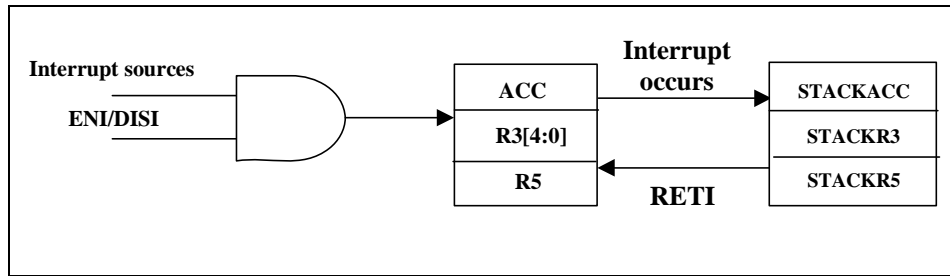 Interrupt sources
ENI/DISI
ACC
R3[4:0]
R5
Interrupt
occurs
RETI
STACKACC
STACKR3
STACKR5